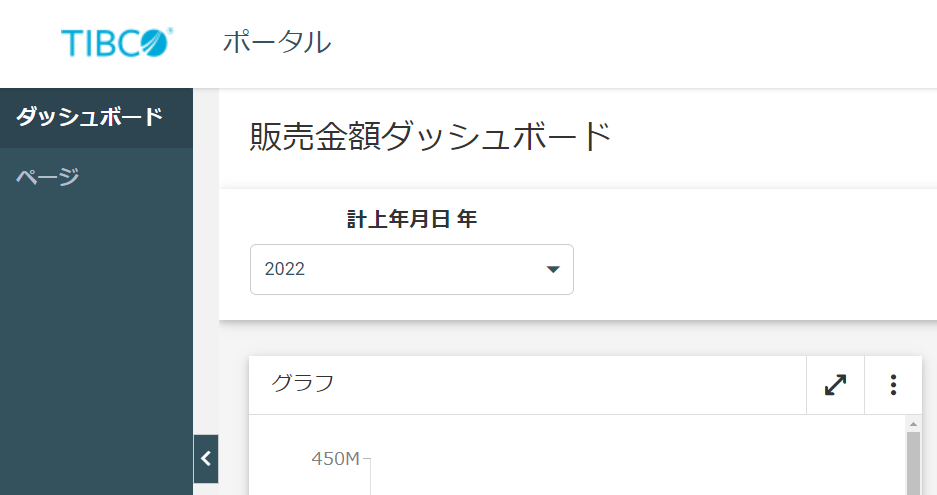 TIBCO® ポータル
ダッシュボード
ページ
販売金額ダッシュボード
計上年月日 年
2022
グラフ
450M